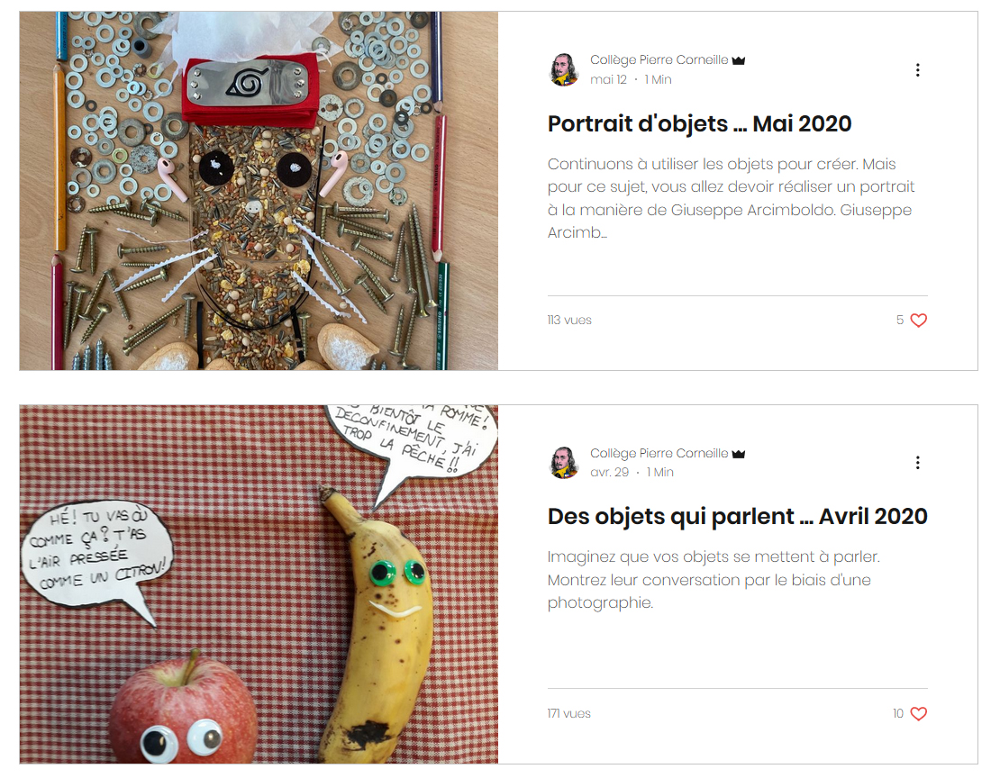 Collège Pierre Corneille
mai 12 · 1 Min
Portrait d'objets ... Mai 2020
Continuons à utiliser les objets pour créer. Mais
pour ce sujet, vous allez devoir réaliser un portrait
à la manière de Giuseppe Arcimboldo. Giuseppe
Arcimb...
113 vues
5
BIENTÔT LE
POMME!
DÉCONFINEMENT, J'AI
TROP LA PÊCHE!!
HÉ! TU VAS OÙ
COMME ÇA? T'AS
L'AIR PRESSÉE
COMME UN CITRON!
Collège Pierre Corneille
avr. 29 · 1 Min
Des objets qui parlent ... Avril 2020
Imaginez que vos objets se mettent à parler.
Montrez leur conversation par le biais d'une
photographie.
171 vues
10